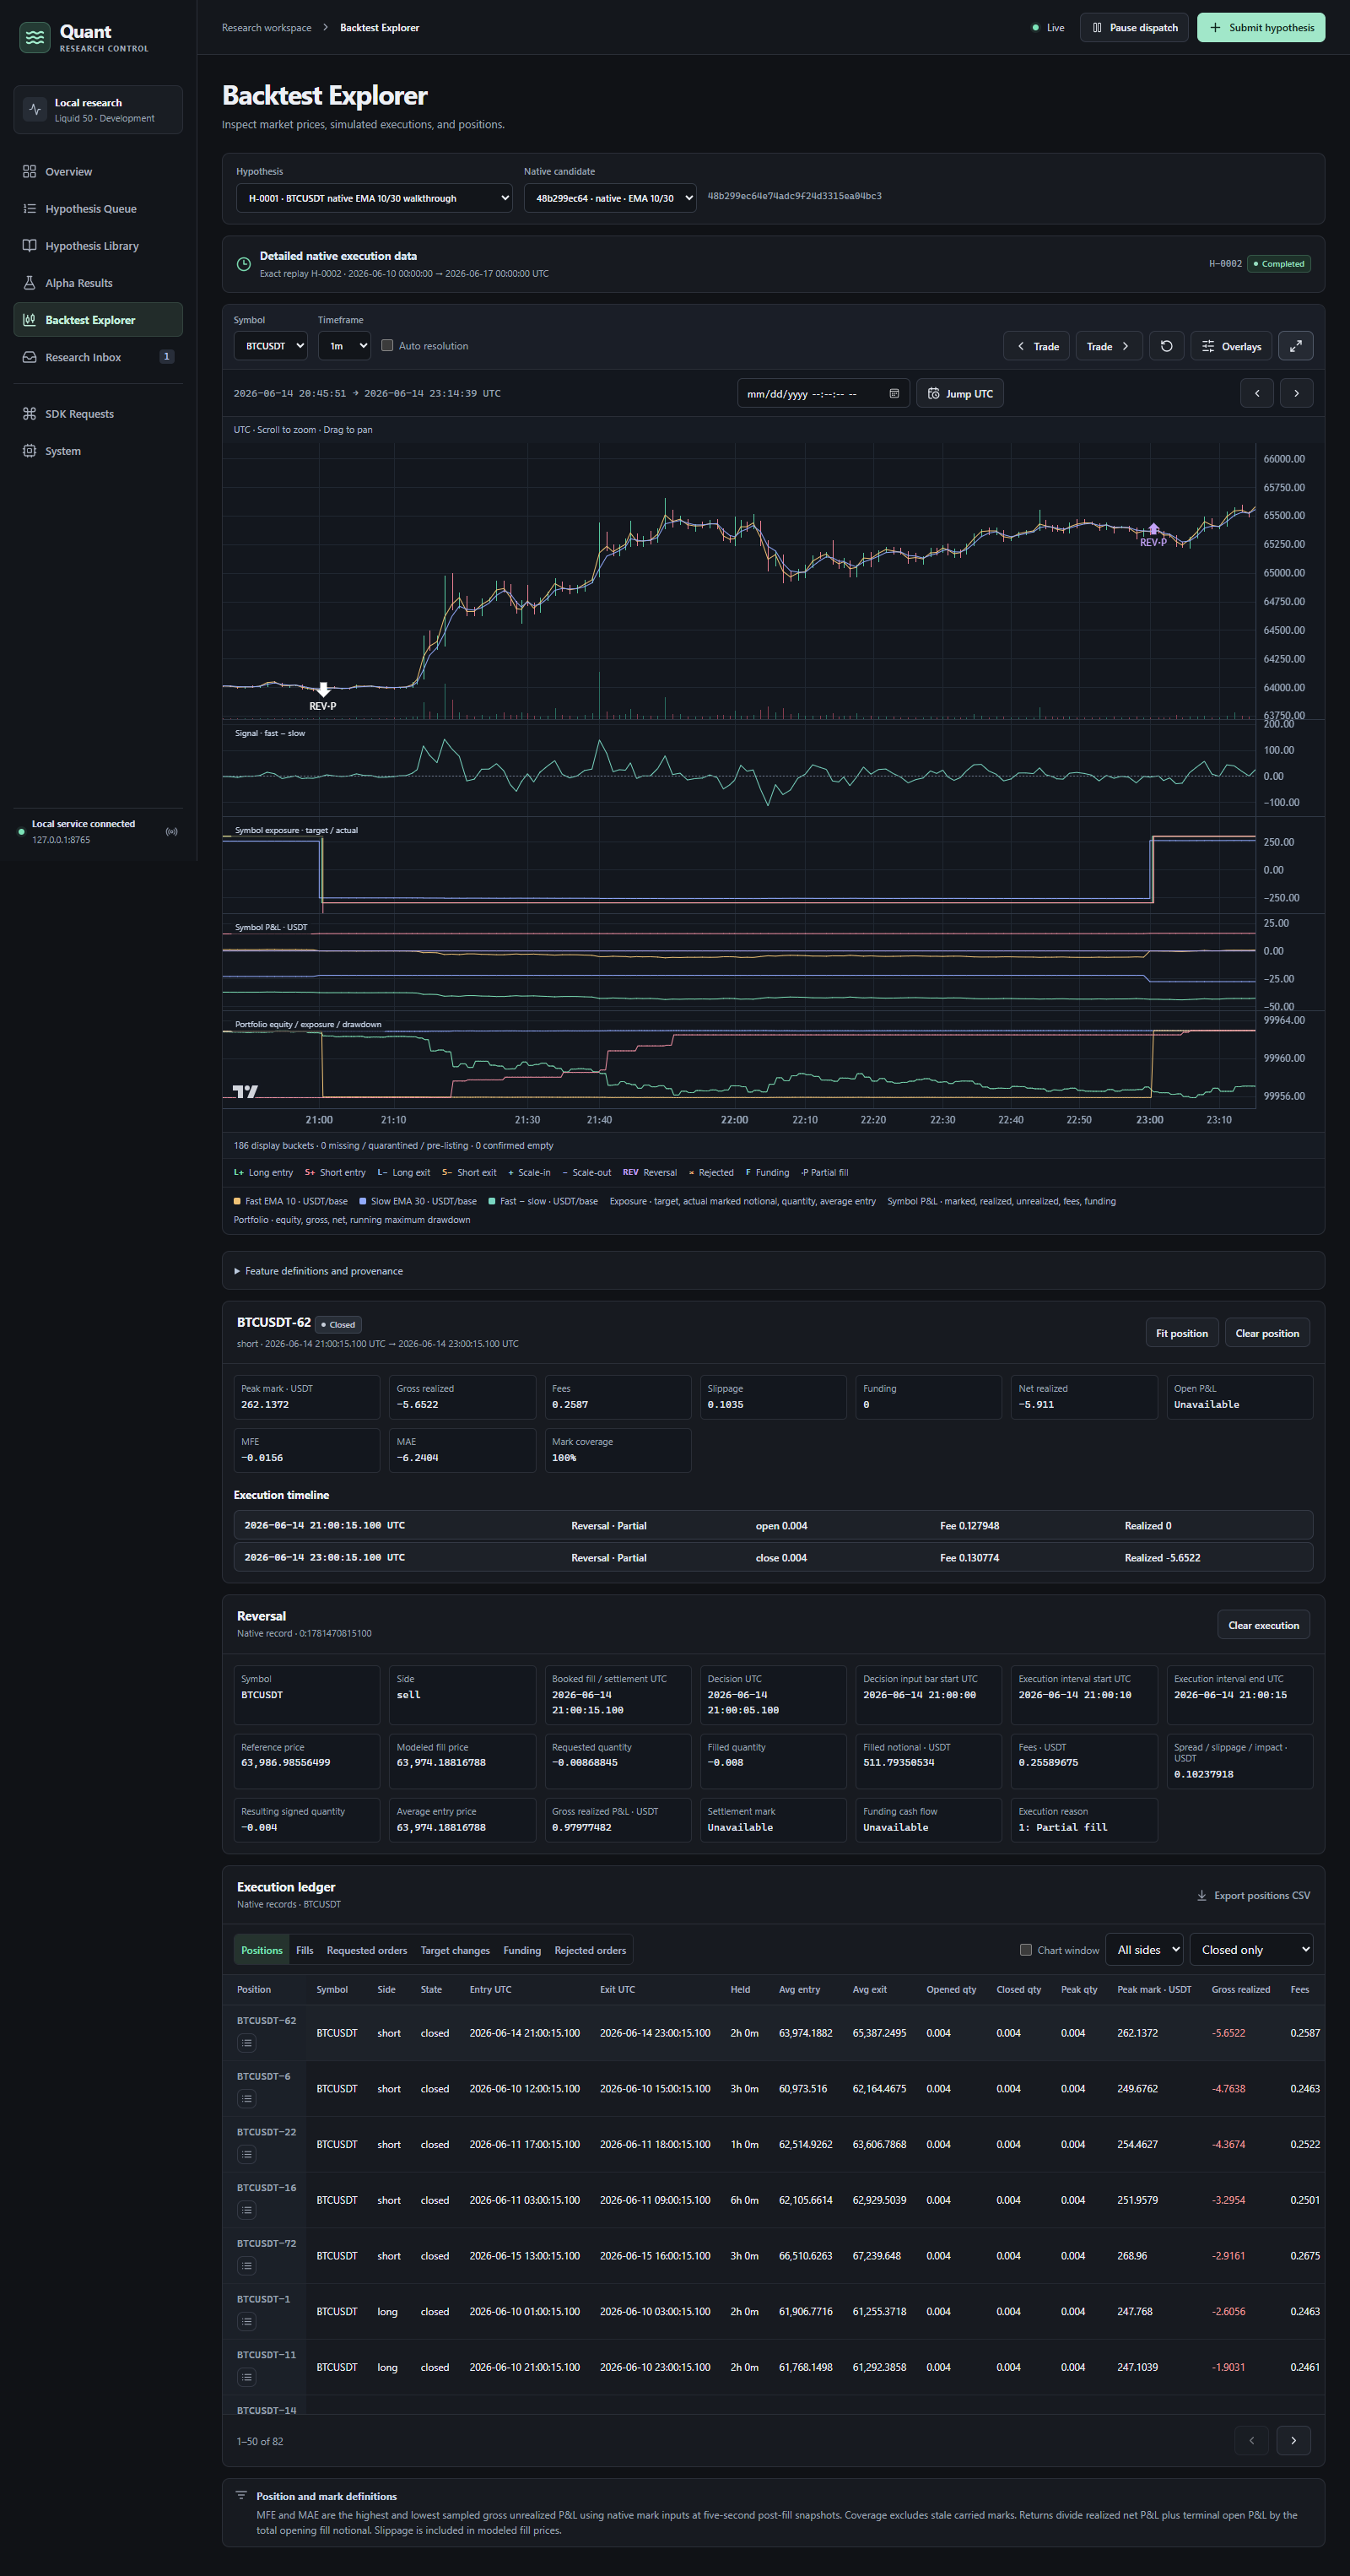 Quant
RESEARCH CONTROL
Local research
Liquid 50 · Development
Overview
Hypothesis Queue
Hypothesis Library
Alpha Results
Backtest Explorer
Research Inbox 1
SDK Requests
System
Local service connected
127.0.0.1:8765
Research workspace > Backtest Explorer
Live
Pause dispatch
Submit hypothesis
Backtest Explorer
Inspect market prices, simulated executions, and positions.
Hypothesis
H-0001 · BTCUSDT native EMA 10/30 walkthrough
Native candidate
48b299ec64 · native · EMA 10/30
48b299ec64e74adc9f24d3315ea04bc3
Detailed native execution data
Exact replay H-0002 · 2026-06-10 00:00:00 → 2026-06-17 00:00:00 UTC
H-0002 Completed
Symbol
BTCUSDT
Timeframe
1m
Auto resolution
Trade
Trade
Overlays
2026-06-14 20:45:51 → 2026-06-14 23:14:39 UTC
mm/dd/yyyy --:--:-- --
Jump UTC
UTC · Scroll to zoom · Drag to pan
66000.00
65750.00
65500.00
65250.00
65000.00
64750.00
64500.00
64250.00
64000.00
63750.00
REV·P
REV·P
Signal · fast − slow
200.00
100.00
0.00
−100.00
Symbol exposure · target / actual
250.00
0.00
−250.00
Symbol P&L · USDT
25.00
0.00
−25.00
−50.00
Portfolio equity / exposure / drawdown
99964.00
99960.00
99956.00
21:00 21:10 21:30 21:40 22:00 22:10 22:20 22:30 22:40 22:50 23:00 23:10
186 display buckets · 0 missing / quarantined / pre-listing · 0 confirmed empty
L+ Long entry S+ Short entry L− Long exit S− Short exit + Scale-in − Scale-out REV Reversal × Rejected F Funding ·P Partial fill
Fast EMA 10 · USDT/base Slow EMA 30 · USDT/base Fast − slow · USDT/base Exposure · target, actual marked notional, quantity, average entry Symbol P&L · marked, realized, unrealized, fees, funding
Portfolio · equity, gross, net, running maximum drawdown
Feature definitions and provenance
BTCUSDT-62 Closed
short · 2026-06-14 21:00:15.100 UTC → 2026-06-14 23:00:15.100 UTC
Fit position
Clear position
Peak mark · USDT
262.1372
Gross realized
−5.6522
Fees
0.2587
Slippage
0.1035
Funding
0
Net realized
−5.911
Open P&L
Unavailable
MFE
−0.0156
MAE
−6.2404
Mark coverage
100%
Execution timeline
2026-06-14 21:00:15.100 UTC Reversal · Partial open 0.004 Fee 0.127948 Realized 0
2026-06-14 23:00:15.100 UTC Reversal · Partial close 0.004 Fee 0.130774 Realized -5.6522
Reversal
Native record · 0:1781470815100
Clear execution
Symbol
BTCUSDT
Side
sell
Booked fill / settlement UTC
2026-06-14
21:00:15.100
Decision UTC
2026-06-14
21:00:05.100
Decision input bar start UTC
2026-06-14 21:00:00
Execution interval start UTC
2026-06-14 21:00:10
Execution interval end UTC
2026-06-14 21:00:15
Reference price
63,986.98556499
Modeled fill price
63,974.18816788
Requested quantity
−0.00868845
Filled quantity
−0.008
Filled notional · USDT
511.79350534
Fees · USDT
0.25589675
Spread / slippage / impact ·
USDT
0.10237918
Resulting signed quantity
−0.004
Average entry price
63,974.18816788
Gross realized P&L · USDT
0.97977482
Settlement mark
Unavailable
Funding cash flow
Unavailable
Execution reason
1: Partial fill
Execution ledger
Native records · BTCUSDT
Export positions CSV
Positions Fills Requested orders Target changes Funding Rejected orders
Chart window
All sides
Closed only
Position Symbol Side State Entry UTC Exit UTC Held Avg entry Avg exit Opened qty Closed qty Peak qty Peak mark · USDT Gross realized Fees
BTCUSDT-62 BTCUSDT short closed 2026-06-14 21:00:15.100 2026-06-14 23:00:15.100 2h 0m 63,974.1882 65,387.2495 0.004 0.004 0.004 262.1372 -5.6522 0.2587
BTCUSDT-6 BTCUSDT short closed 2026-06-10 12:00:15.100 2026-06-10 15:00:15.100 3h 0m 60,973.516 62,164.4675 0.004 0.004 0.004 249.6762 -4.7638 0.2463
BTCUSDT-22 BTCUSDT short closed 2026-06-11 17:00:15.100 2026-06-11 18:00:15.100 1h 0m 62,514.9262 63,606.7868 0.004 0.004 0.004 254.4627 -4.3674 0.2522
BTCUSDT-16 BTCUSDT short closed 2026-06-11 03:00:15.100 2026-06-11 09:00:15.100 6h 0m 62,105.6614 62,929.5039 0.004 0.004 0.004 251.9579 -3.2954 0.2501
BTCUSDT-72 BTCUSDT short closed 2026-06-15 13:00:15.100 2026-06-15 16:00:15.100 3h 0m 66,510.6263 67,239.648 0.004 0.004 0.004 268.96 -2.9161 0.2675
BTCUSDT-1 BTCUSDT long closed 2026-06-10 01:00:15.100 2026-06-10 03:00:15.100 2h 0m 61,906.7716 61,255.3718 0.004 0.004 0.004 247.768 -2.6056 0.2463
BTCUSDT-11 BTCUSDT long closed 2026-06-10 21:00:15.100 2026-06-10 23:00:15.100 2h 0m 61,768.1498 61,292.3858 0.004 0.004 0.004 247.1039 -1.9031 0.2461
BTCUSDT-14
1–50 of 82
Position and mark definitions
MFE and MAE are the highest and lowest sampled gross unrealized P&L using native mark inputs at five-second post-fill snapshots. Coverage excludes stale carried marks. Returns divide realized net P&L plus terminal open P&L by the
total opening fill notional. Slippage is included in modeled fill prices.